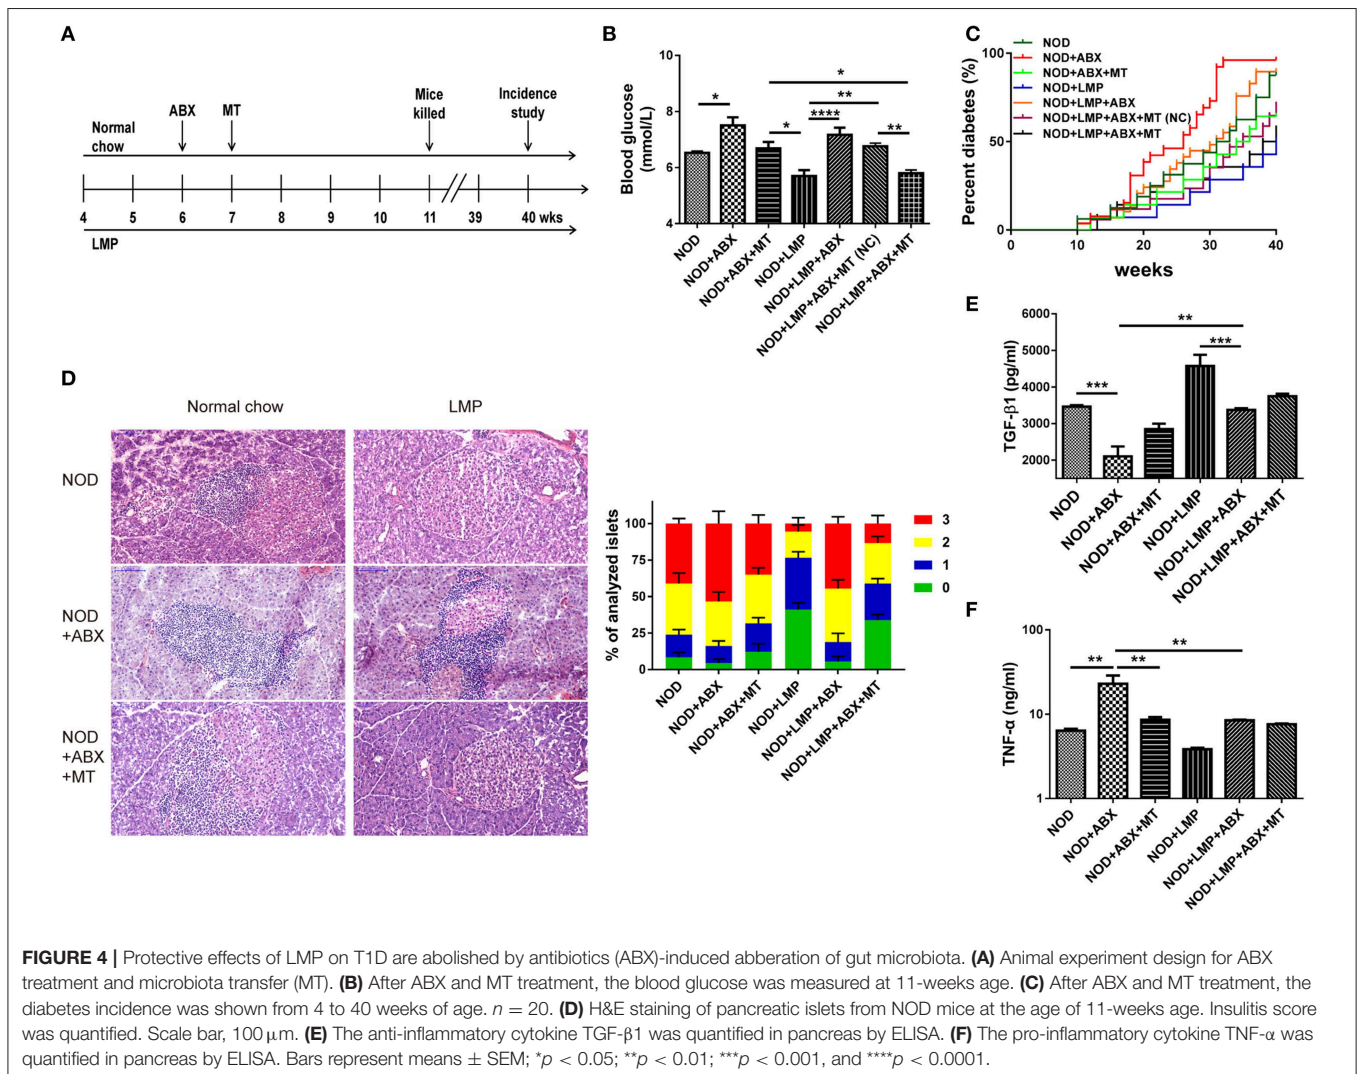 A
ABX
MT
Mice
killed
Incidence
study
Normal
chow
4 5 6 7 8 9 10 11 39 40 wks
LMP
B
Blood glucose
(mmol/L)
10
8
6
4
*
*
****
**
*
**
NOD
NOD+ABX
NOD+ABX+MT
NOD+LMP
NOD+LMP+ABX
NOD+LMP+ABX+MT (NC)
NOD+LMP+ABX+MT
C
Percent diabetes (%)
100
50
0
NOD
NOD+ABX
NOD+ABX+MT
NOD+LMP
NOD+LMP+ABX
NOD+LMP+ABX+MT (NC)
NOD+LMP+ABX+MT
0 10 20 30 40
weeks
D
Normal chow LMP
NOD
NOD
+ABX
NOD
+ABX
+MT
% of analyzed islets
100
75
50
25
0
3
2
1
0
NOD
NOD+ABX
NOD+ABX+MT
NOD+LMP
NOD+LMP+ABX
NOD+LMP+ABX+MT
E
TGF-β1 (pg/ml)
6000
5000
4000
3000
2000
***
**
***
NOD
NOD+ABX
NOD+ABX+MT
NOD+LMP
NOD+LMP+ABX
NOD+LMP+ABX+MT
F
TNF-α (ng/ml)
100
10
1
**
**
**
NOD
NOD+ABX
NOD+ABX+MT
NOD+LMP
NOD+LMP+ABX
NOD+LMP+ABX+MT
FIGURE 4 | Protective effects of LMP on T1D are abolished by antibiotics (ABX)-induced abberation of gut microbiota. (A) Animal experiment design for ABX
treatment and microbiota transfer (MT). (B) After ABX and MT treatment, the blood glucose was measured at 11-weeks age. (C) After ABX and MT treatment, the
diabetes incidence was shown from 4 to 40 weeks of age. n = 20. (D) H&E staining of pancreatic islets from NOD mice at the age of 11-weeks age. Insulitis score
was quantified. Scale bar, 100 μm. (E) The anti-inflammatory cytokine TGF-β1 was quantified in pancreas by ELISA. (F) The pro-inflammatory cytokine TNF-α was
quantified in pancreas by ELISA. Bars represent means ± SEM; *p < 0.05; **p < 0.01; ***p < 0.001, and ****p < 0.0001.